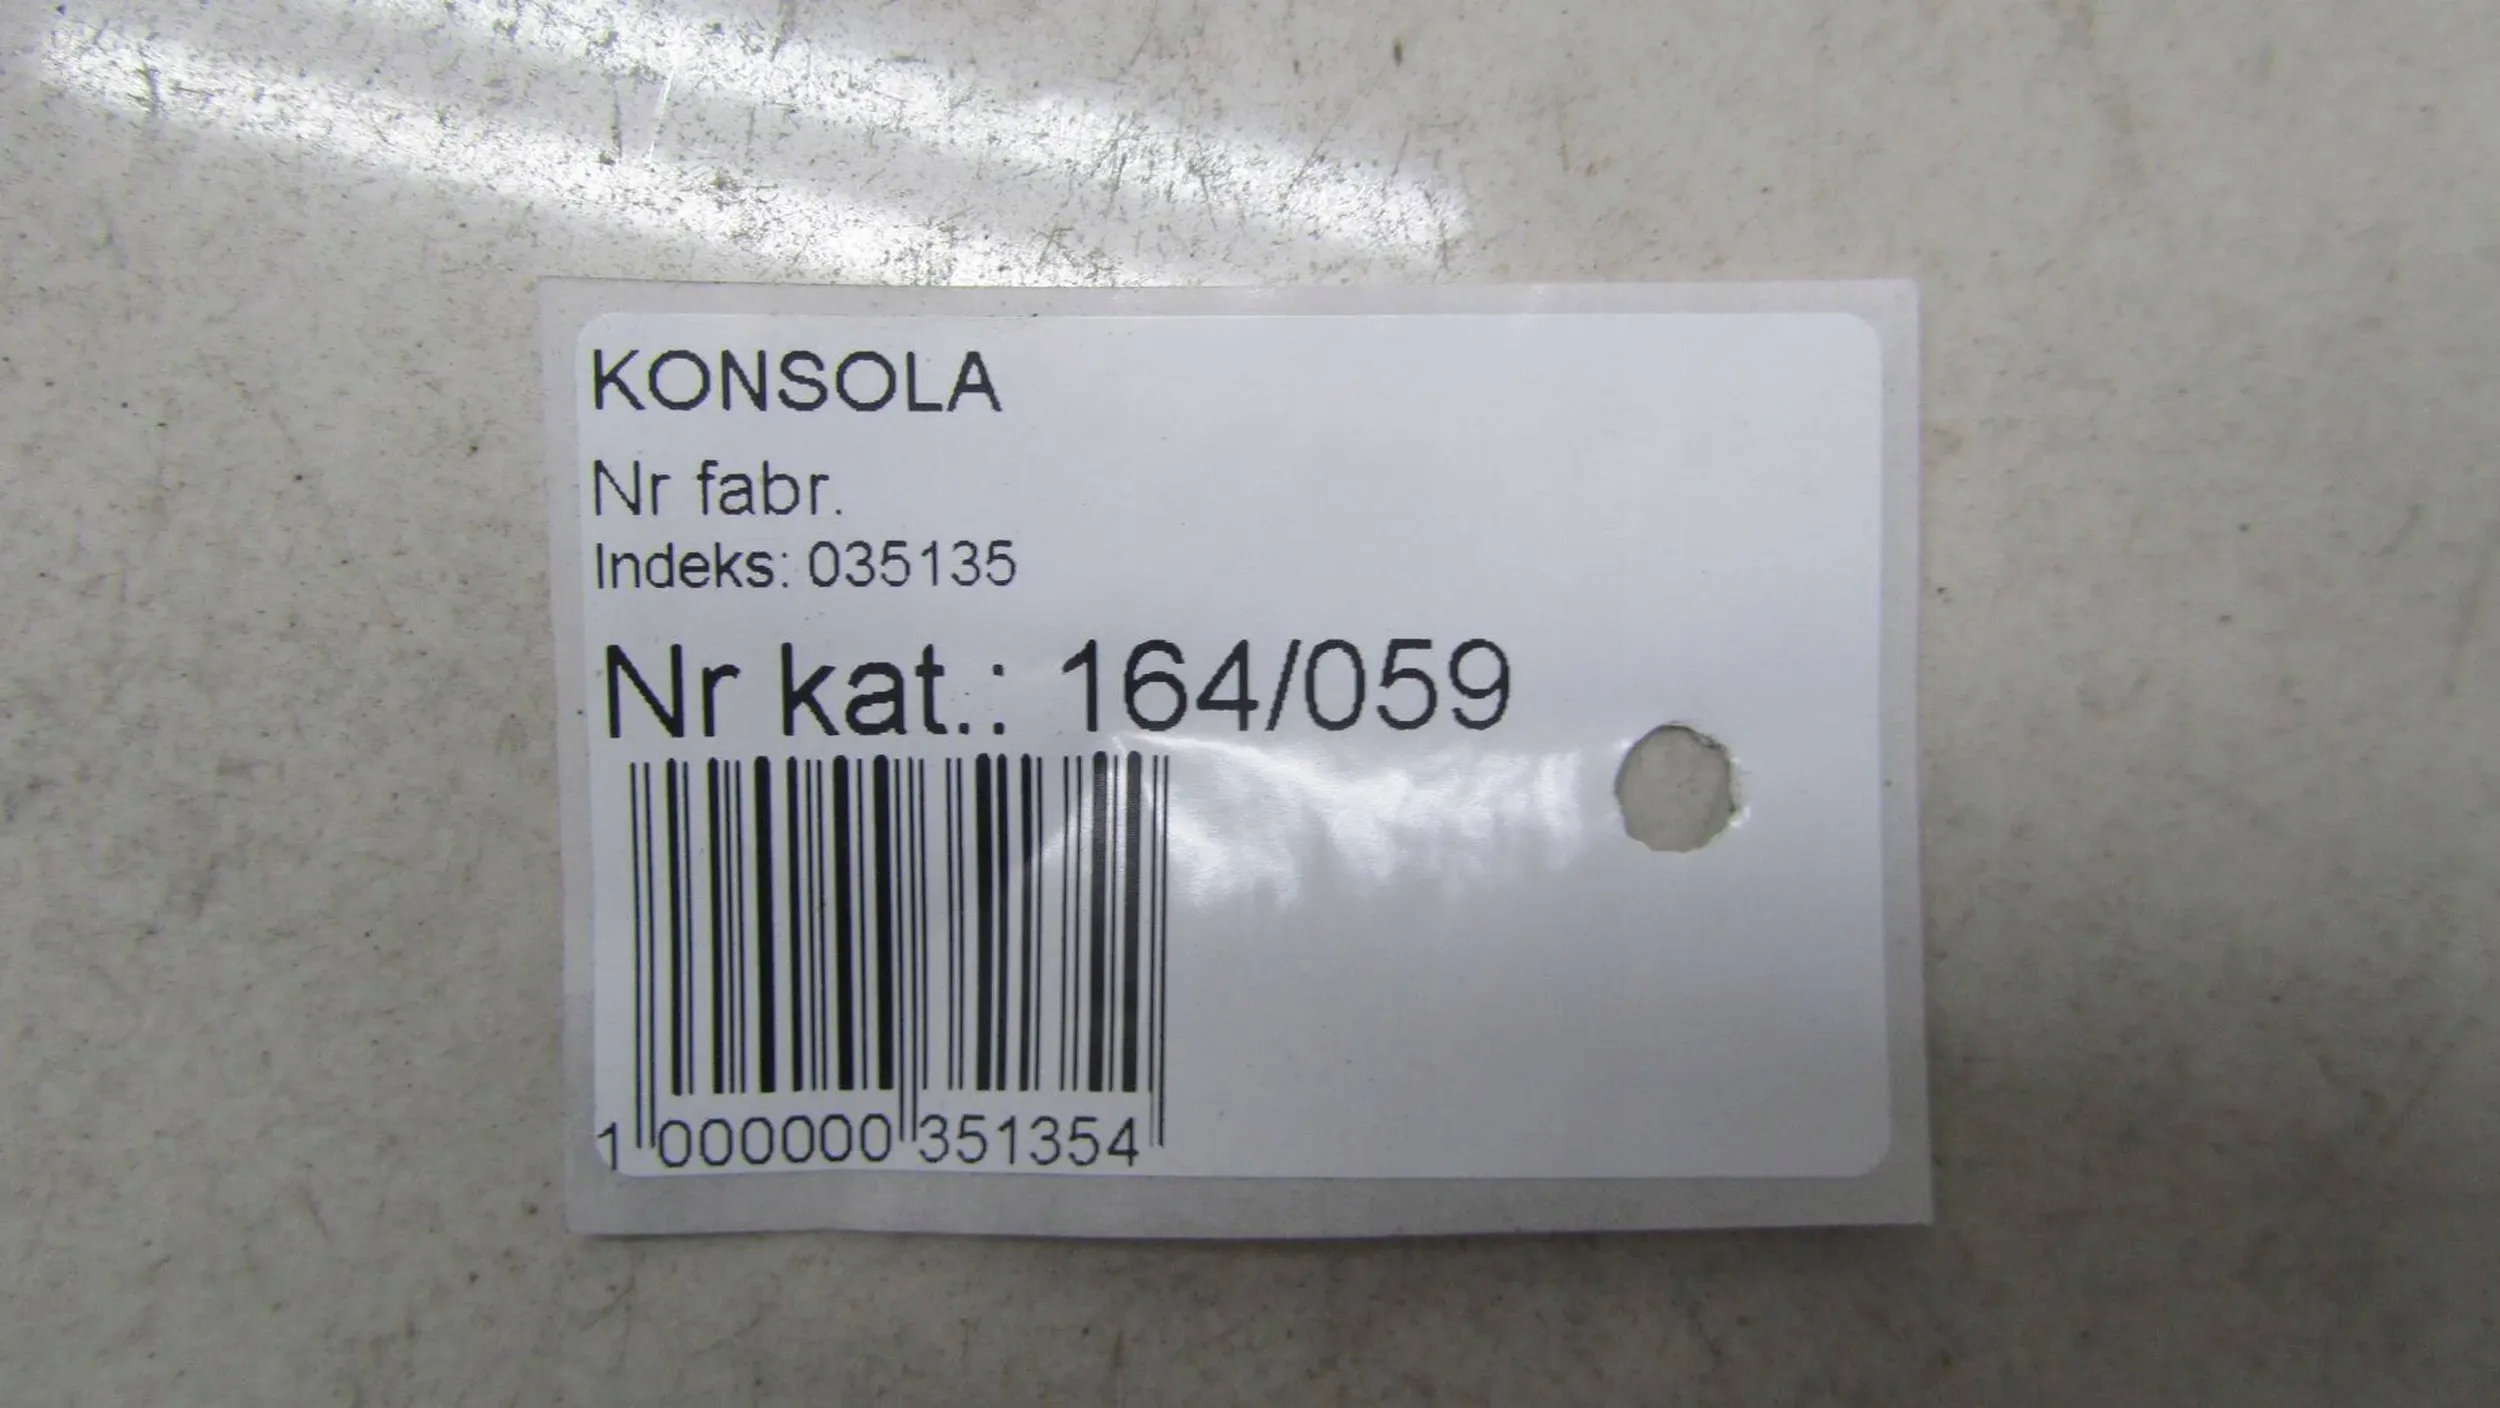 KONSOLA
Nr fabr.
Indeks: 035135
Nr kat.: 164/059
1 000000 351354